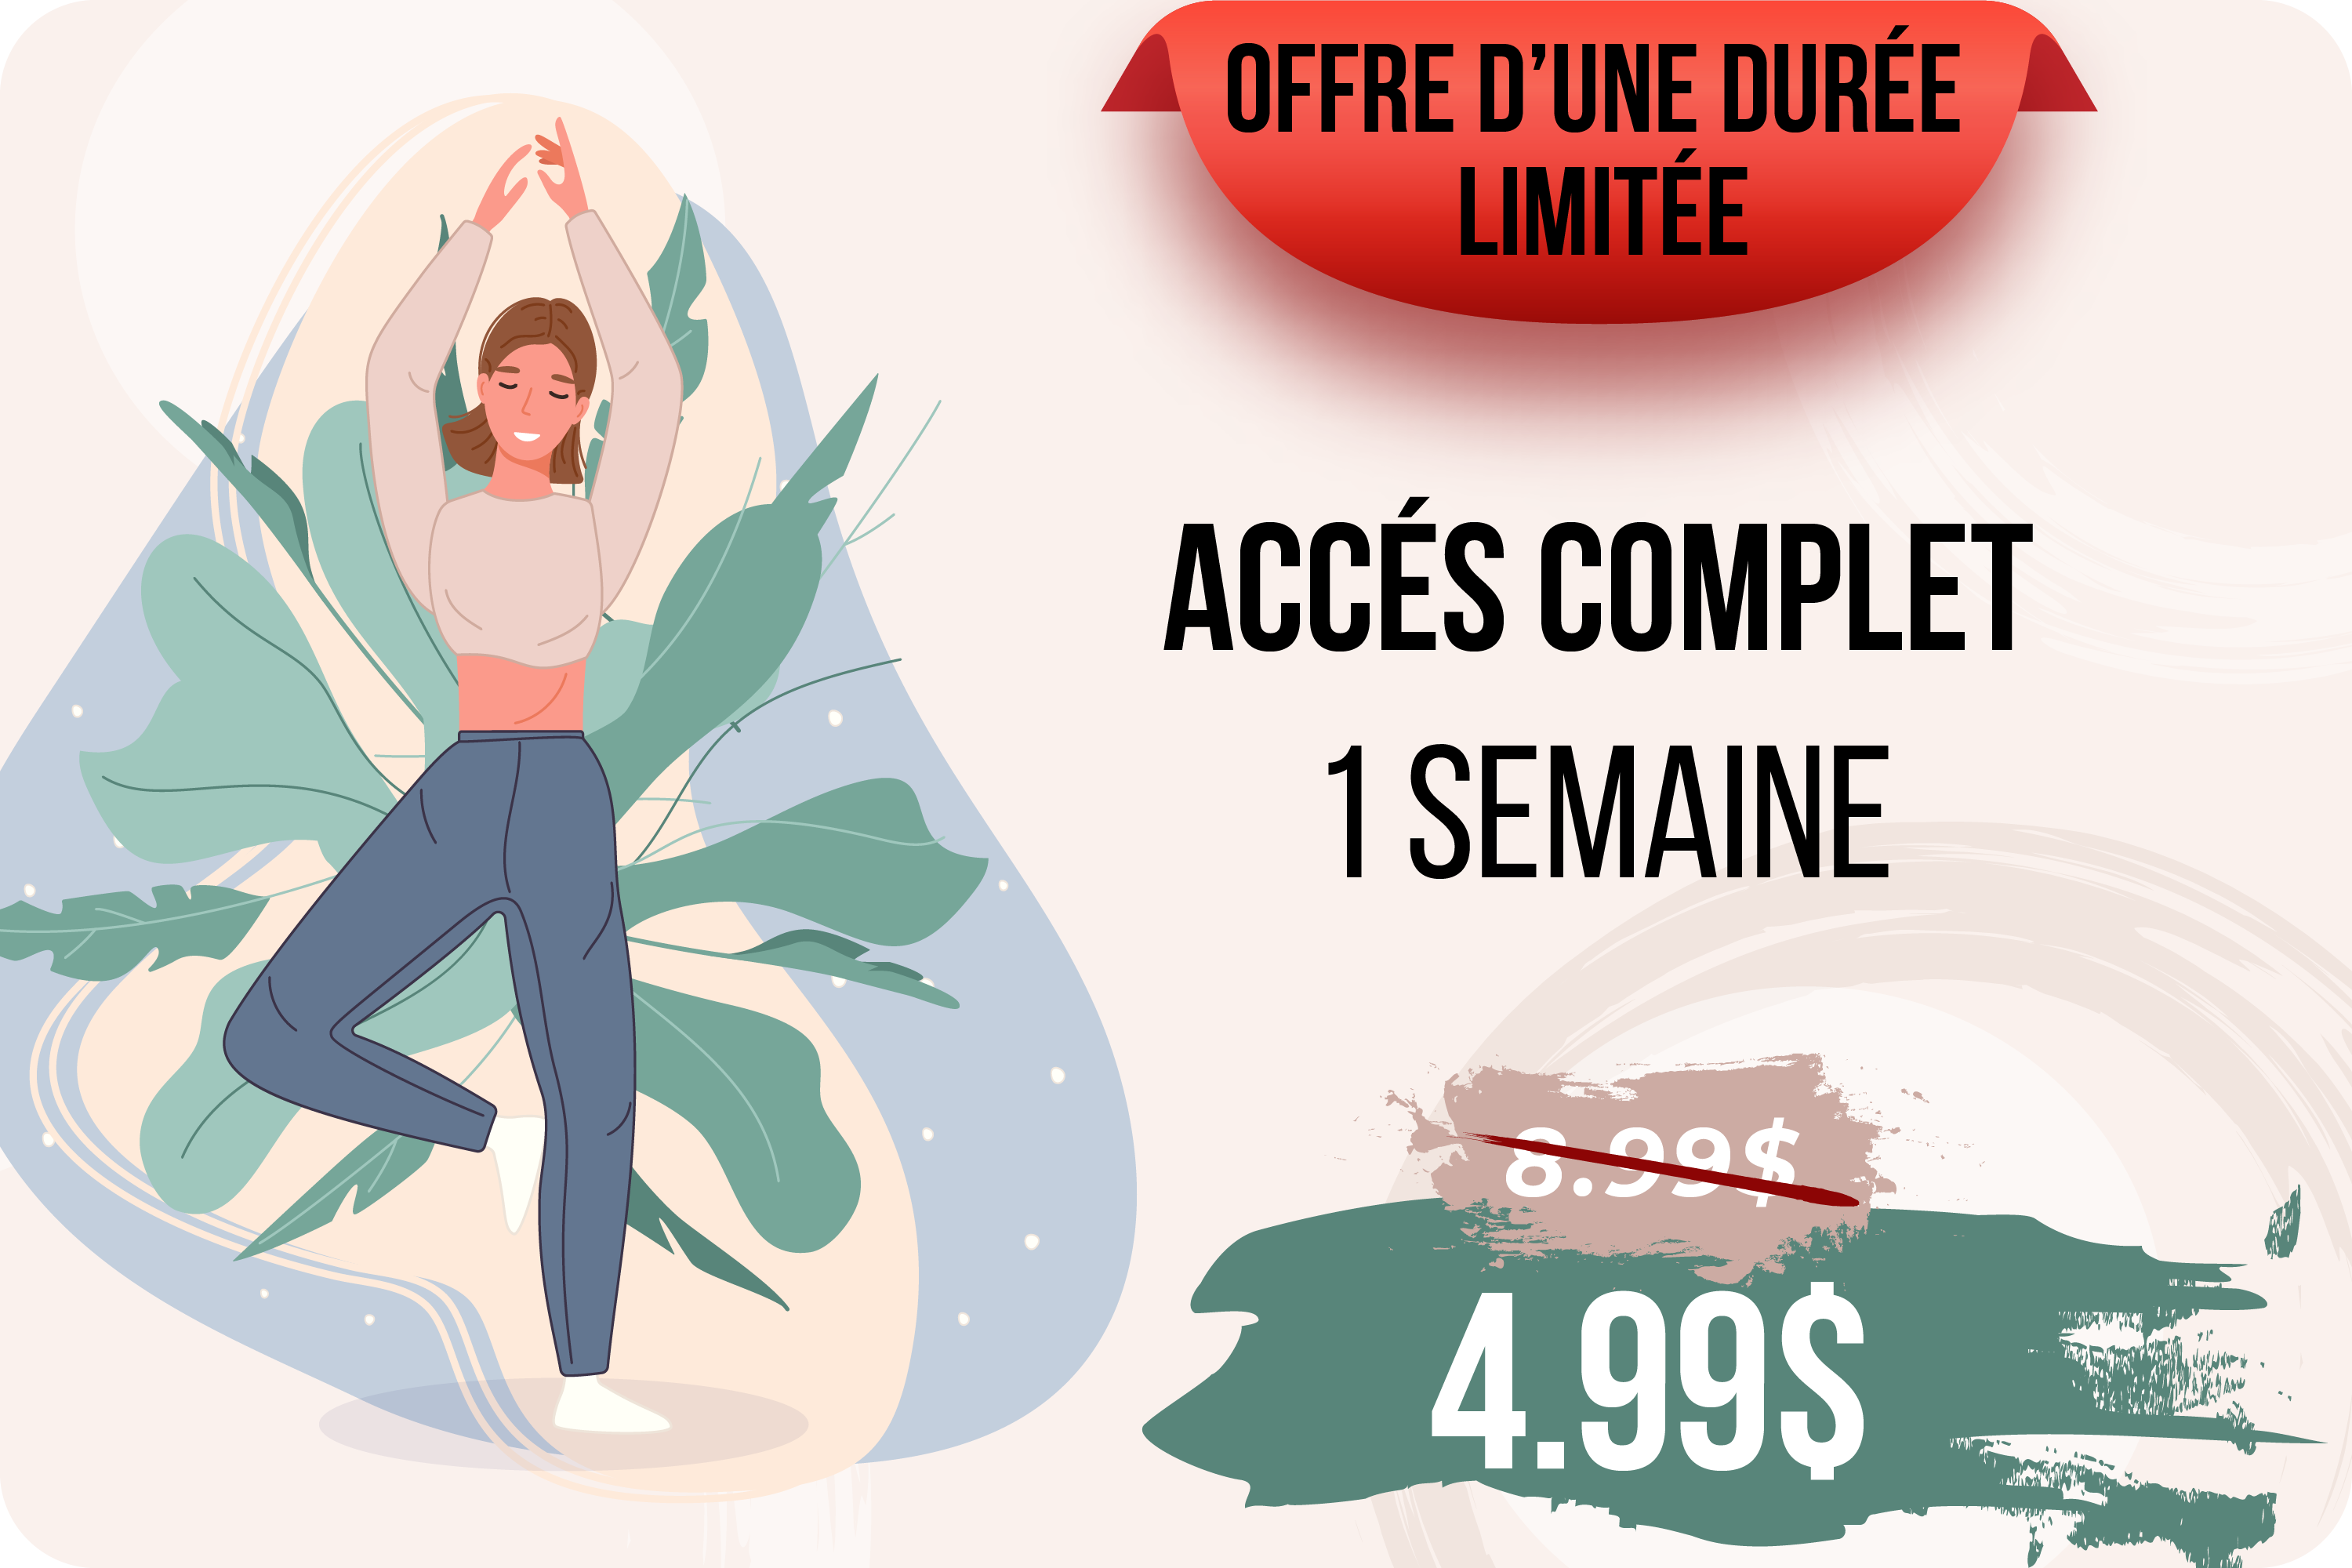 OFFRE D’UNE DURÉE
LIMITÉE
ACCÉS COMPLET
1 SEMAINE
8.99$
4.99$